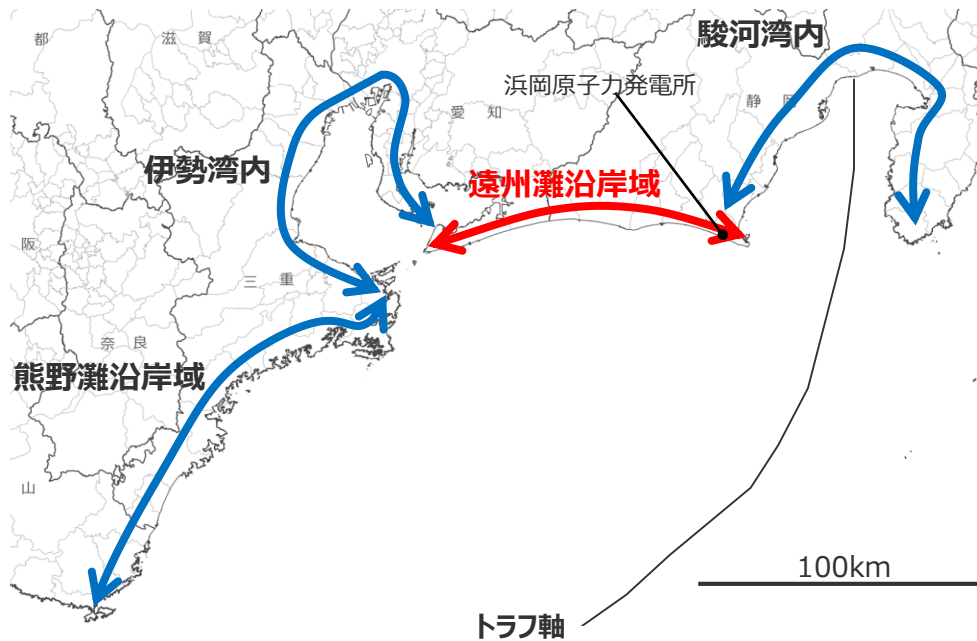 駿河湾内
都
滋賀
浜岡原子力発電所
愛知
静岡
伊勢湾内
遠州灘沿岸域
阪
三重
奈良
熊野灘沿岸域
山
100km
トラフ軸